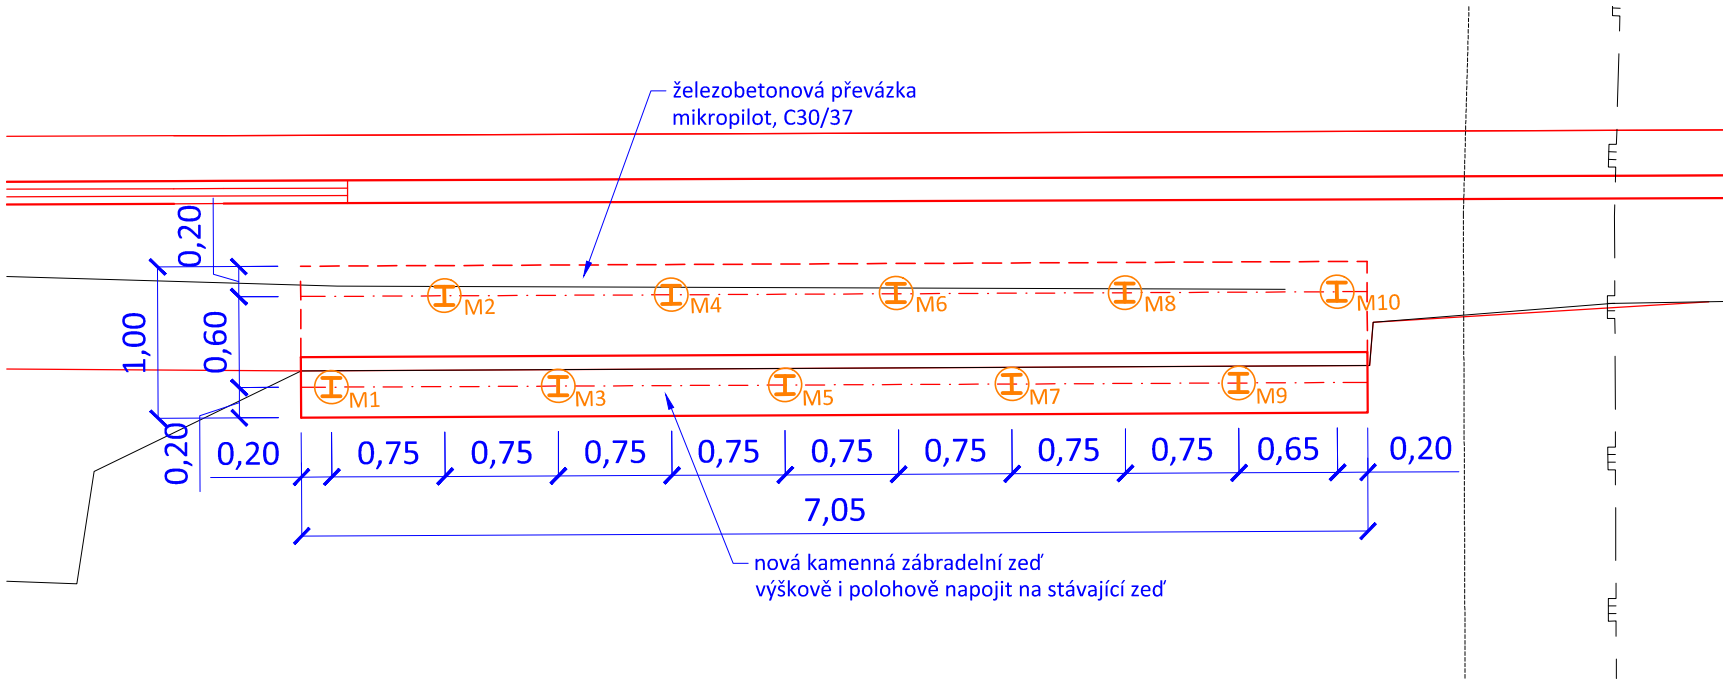 železobetonová převázka
mikropilot, C30/37
0,20
1,00
0,60
0,20
M2
M4
M6
M8
M10
M1
M3
M5
M7
M9
0,20
0,75
0,75
0,75
0,75
0,75
0,75
0,75
0,75
0,65
0,20
7,05
nová kamenná zábradelní zeď
výškově i polohově napojit na stávající zeď